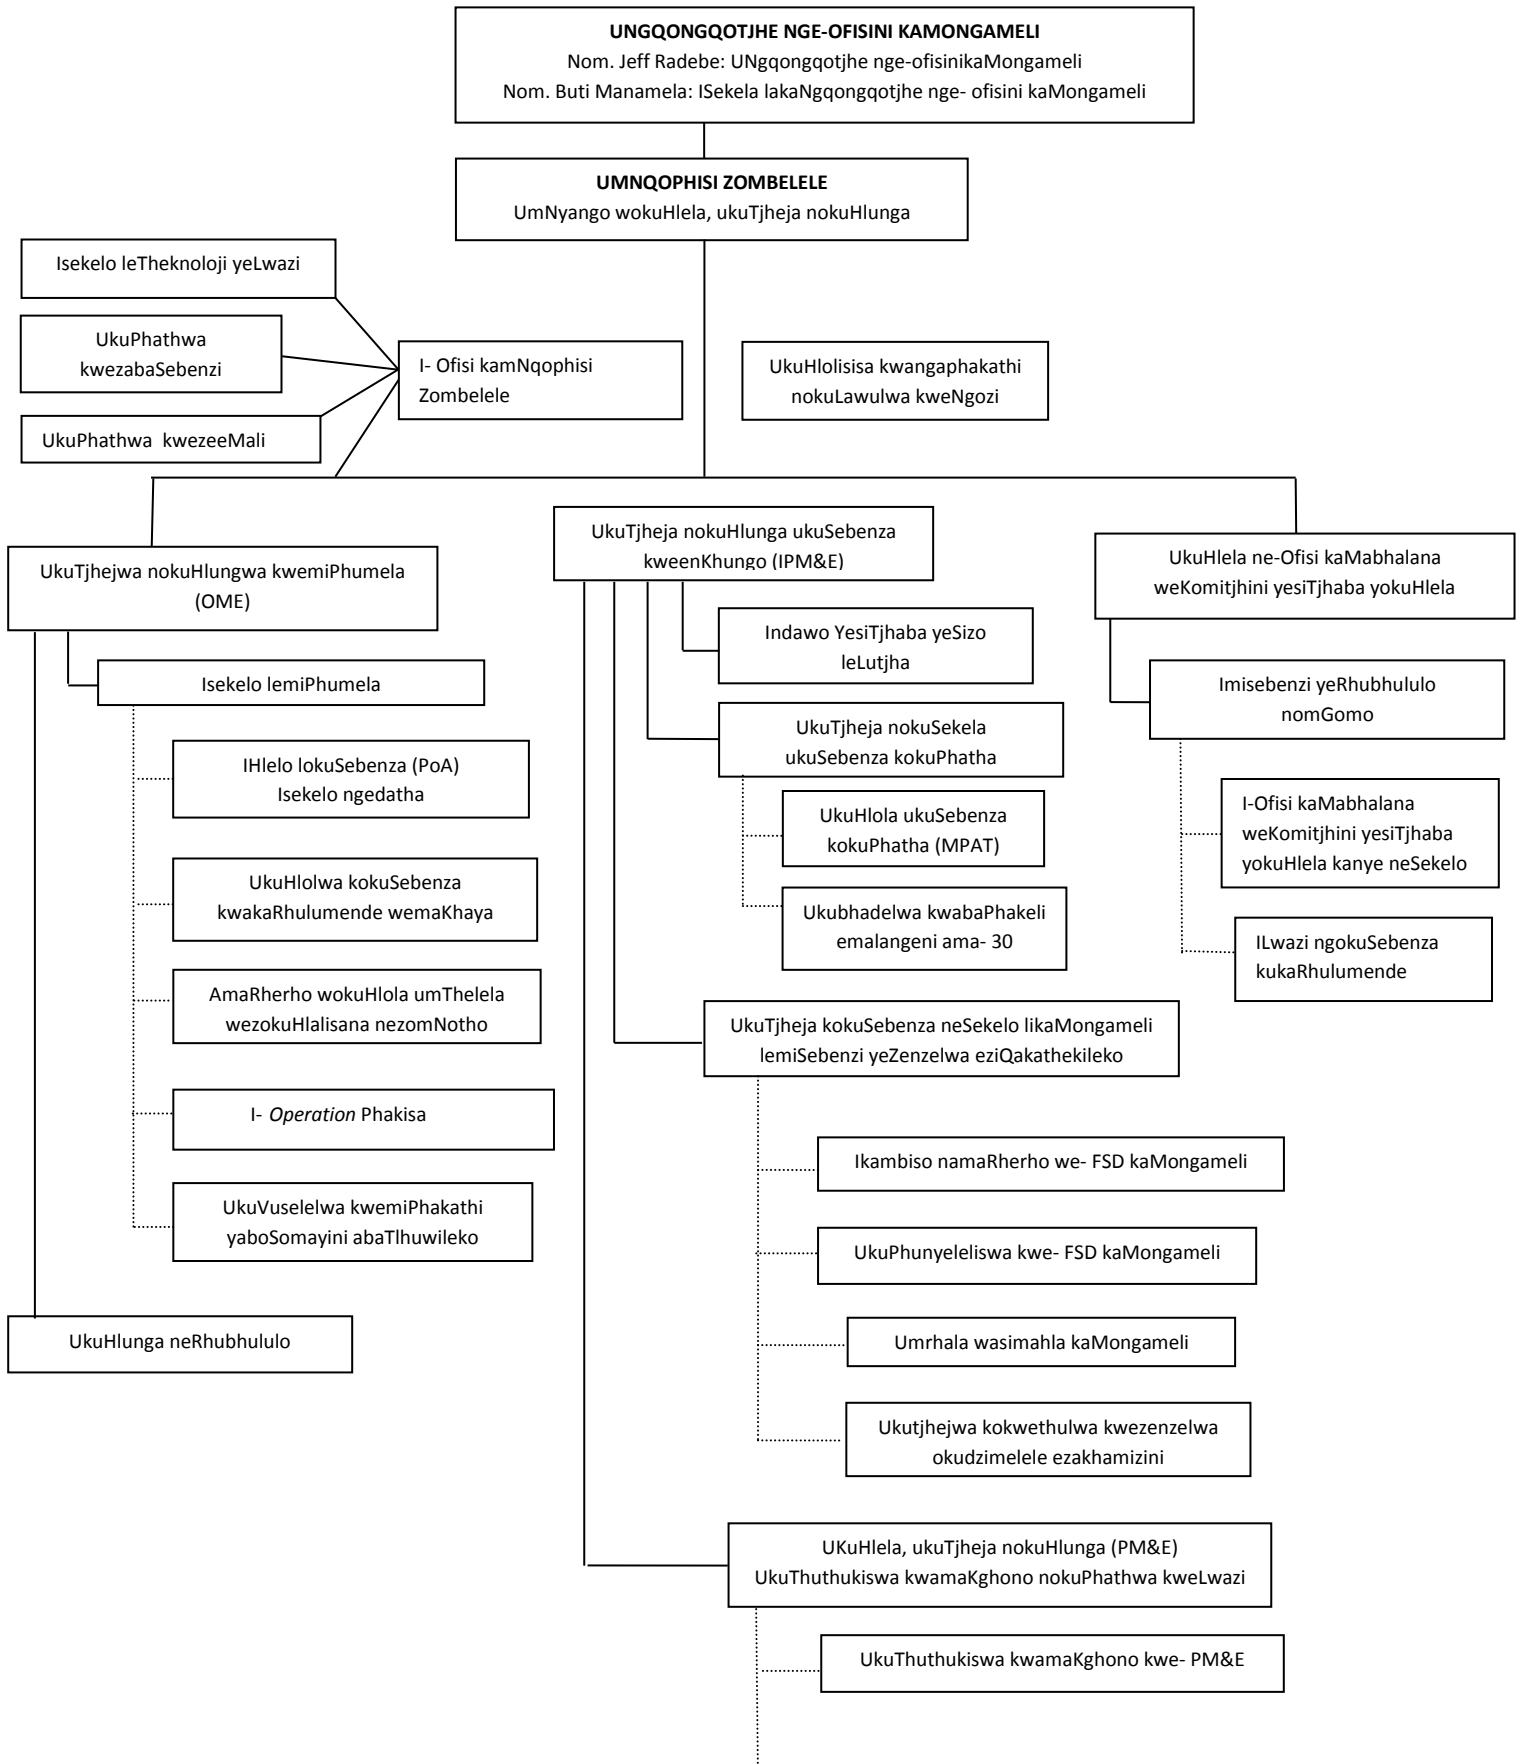 UNGQONGQOTJHE NGE-OFISINI KAMONGAMELI
Nom. Jeff Radebe: UNgqongqotjhe nge-ofisinikaMongameli
Nom. Buti Manamela: ISekela lakaNgqongqotjhe nge- ofisini kaMongameli
UMNQOPHISI ZOMBELELE
UmNyango wokuHlela, ukuTjheja nokuHlunga
Isekelo leTheknoloji yeLwazi
UkuPhathwa
kwezabaSebenzi
UkuPhathwa kwezeeMali
I- Ofisi kamNqophisi
Zombelele
UkuHlolisisa kwangaphakathi
nokuLawulwa kweNgozi
UkuTjhejwa nokuHlungwa kwemiPhumela
(OME)
Isekelo lemiPhumela
IHlelo lokuSebenza (PoA)
Isekelo ngedatha
UkuHlolwa kokuSebenza
kwakaRhulumende wemaKhaya
AmaRherho wokuHlola umThelela
wezokuHlalisana nezomNotho
I- Operation Phakisa
UkuVuselelwa kwemiPhakathi
yaboSomayini abaTlhuwileko
UkuHlunga neRhubhululo
UkuTjheja nokuHlunga ukuSebenza
kweenKhungo (IPM&E)
Indawo YesiTjhaba yeSizo
leLutjha
UkuTjheja nokuSekela
ukuSebenza kokuPhatha
UkuHlola ukuSebenza
kokuPhatha (MPAT)
Ukubhadelwa kwabaPhakeli
emalangeni ama- 30
UkuTjheja kokuSebenza neSekelo likaMongameli
lemiSebenzi yeZenzelwa eziQakathekileko
Ikambiso namaRherho we- FSD kaMongameli
UkuPhunyeleliswa kwe- FSD kaMongameli
Umrhala wasimahla kaMongameli
Ukutjhejwa kokwethulwa kwezenzelwa
okudzimelele ezakhamizini
UKuHlela, ukuTjheja nokuHlunga (PM&E)
UkuThuthukiswa kwamaKghono nokuPhathwa kweLwazi
UkuThuthukiswa kwamaKghono kwe- PM&E
UkuHlela ne-Ofisi kaMabhalana
weKomitjhini yesiTjhaba yokuHlela
Imisebenzi yeRhubhululo
nomGomo
I-Ofisi kaMabhalana
weKomitjhini yesiTjhaba
yokuHlela kanye neSekelo
ILwazi ngokuSebenza
kukaRhulumende